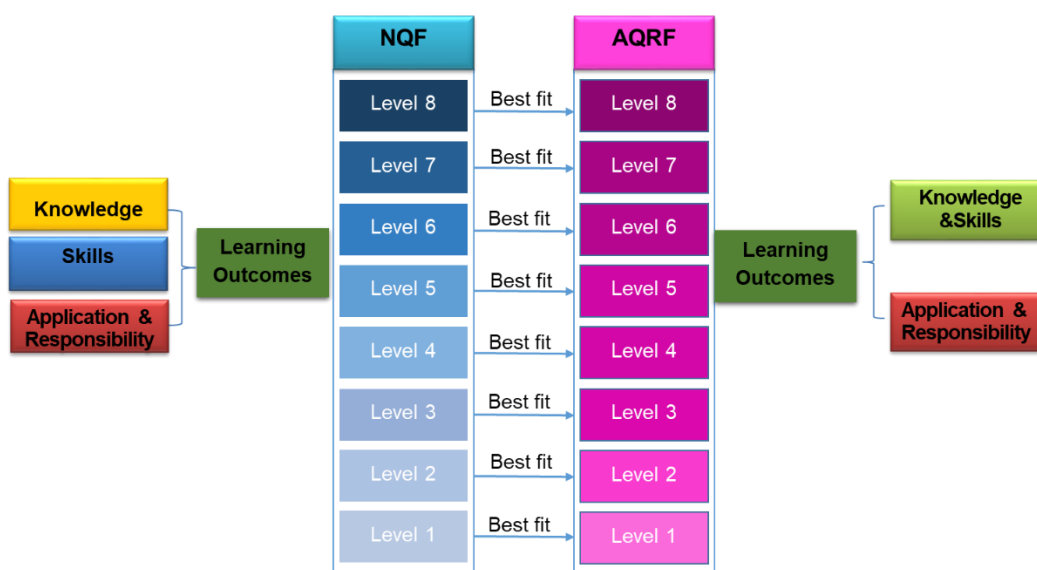 NQF
AQRF
Level 8
Best fit
Level 8
Level 7
Best fit
Level 7
Knowledge
Skills
Application &
Responsibility
Learning
Outcomes
Level 6
Best fit
Level 6
Learning
Outcomes
Knowledge
&Skills
Application &
Responsibility
Level 5
Best fit
Level 5
Level 4
Best fit
Level 4
Level 3
Best fit
Level 3
Level 2
Best fit
Level 2
Level 1
Best fit
Level 1